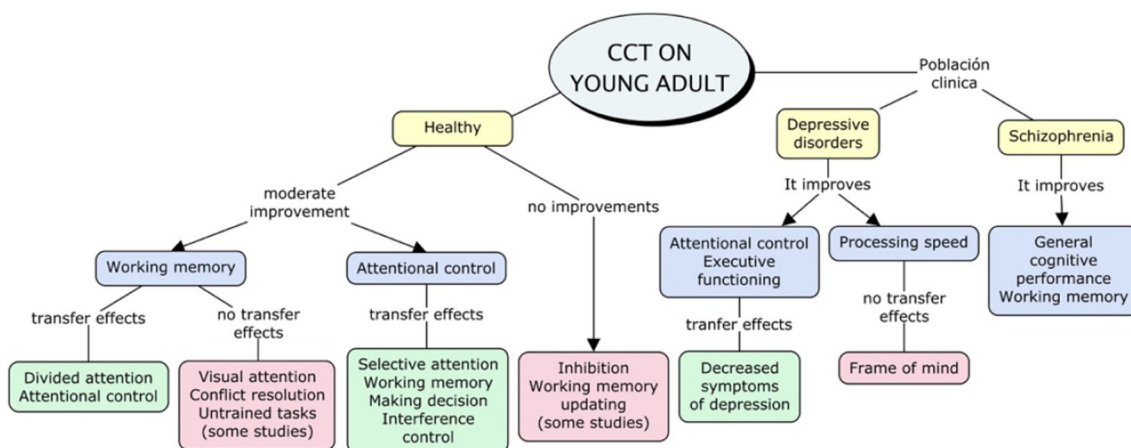 CCT ON
YOUNG ADULT
Población
clinica
Healthy
Depressive
disorders
Schizophrenia
moderate
improvement
no improvements
It improves
It improves
Working memory
Attentional control
Attentional control
Executive
functioning
Processing speed
General
cognitive
performance
Working memory
transfer effects
no transfer
effects
transfer effects
tranfer effects
no transfer
effects
Divided attention
Attentional control
Visual attention
Conflict resolution
Untrained tasks
(some studies)
Selective attention
Working memory
Making decision
Interference
control
Inhibition
Working memory
updating
(some studies)
Decreased
symptoms
of depression
Frame of mind